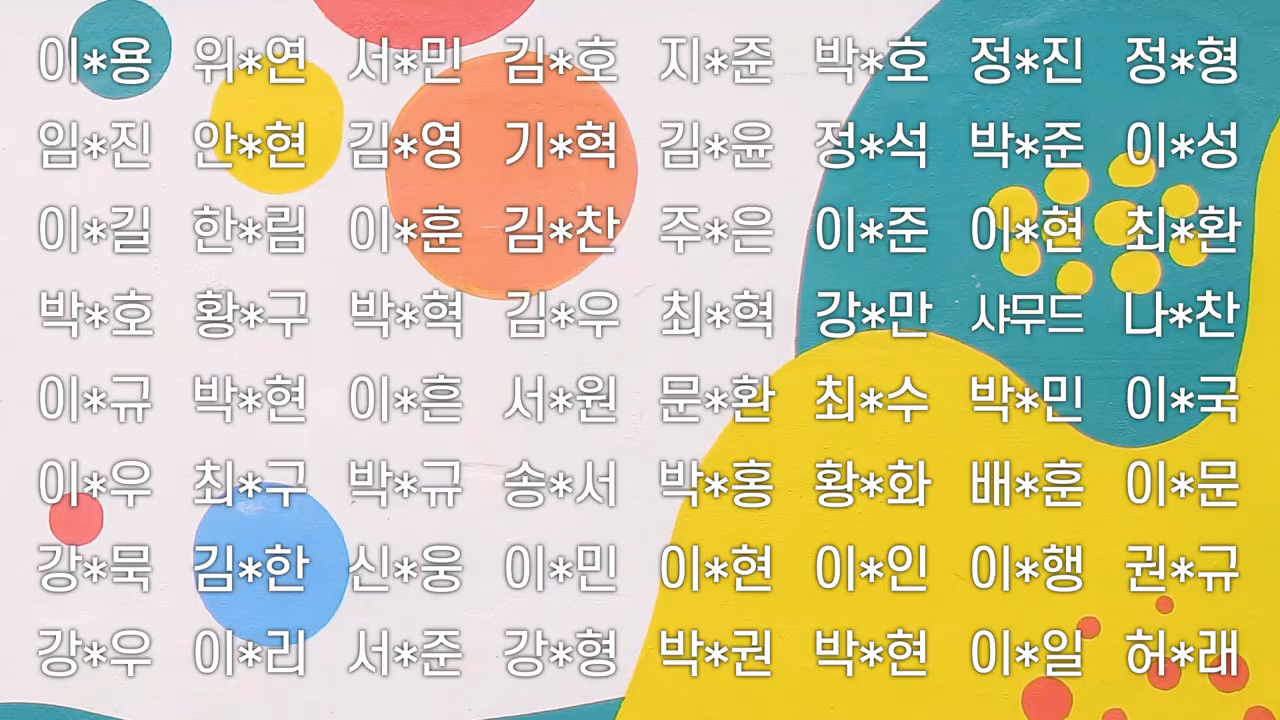 이*용 위*연 서*민 김*호 지*준 박*호 정*진 정*형
임*진 안*현 김*영 기*혁 김*윤 정*석 박*준 이*성
이*길 한*림 이*훈 김*찬 주*은 이*준 이*현 최*환
박*호 황*구 박*혁 김*우 최*혁 강*만 샤무드 나*찬
이*규 박*현 이*흔 서*원 문*환 최*수 박*민 이*국
이*우 최*구 박*규 송*서 박*홍 황*화 배*훈 이*문
강*묵 김*한 신*웅 이*민 이*현 이*인 이*행 권*규
강*우 이*리 서*준 강*형 박*권 박*현 이*일 허*래